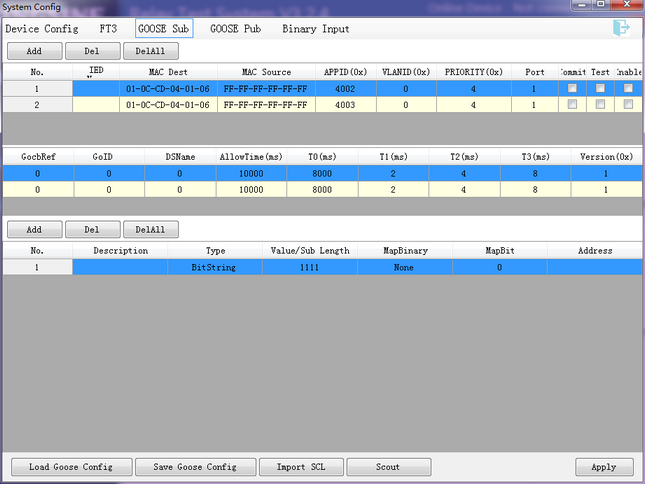 System Config
Device Config FT3 GOOSE Sub GOOSE Pub Binary Input
Add Del DelAll
No. IED MAC Dest MAC Source APPID(0x) VLANID(0x) PRIORITY(0x) Port Commit Test Enable
1 01-0C-CD-04-01-06 FF-FF-FF-FF-FF-FF 4002 0 4 1
2 01-0C-CD-04-01-06 FF-FF-FF-FF-FF-FF 4003 0 4 1
GocbRef GoID DSName AllowTime(ms) T0(ms) T1(ms) T2(ms) T3(ms) Version(0x)
0 0 0 10000 8000 2 4 8 1
0 0 0 10000 8000 2 4 8 1
Add Del DelAll
No. Description Type Value/Sub Length MapBinary MapBit Address
1 BitString 1111 None 0
Load Goose Config Save Goose Config Import SCL Scout Apply